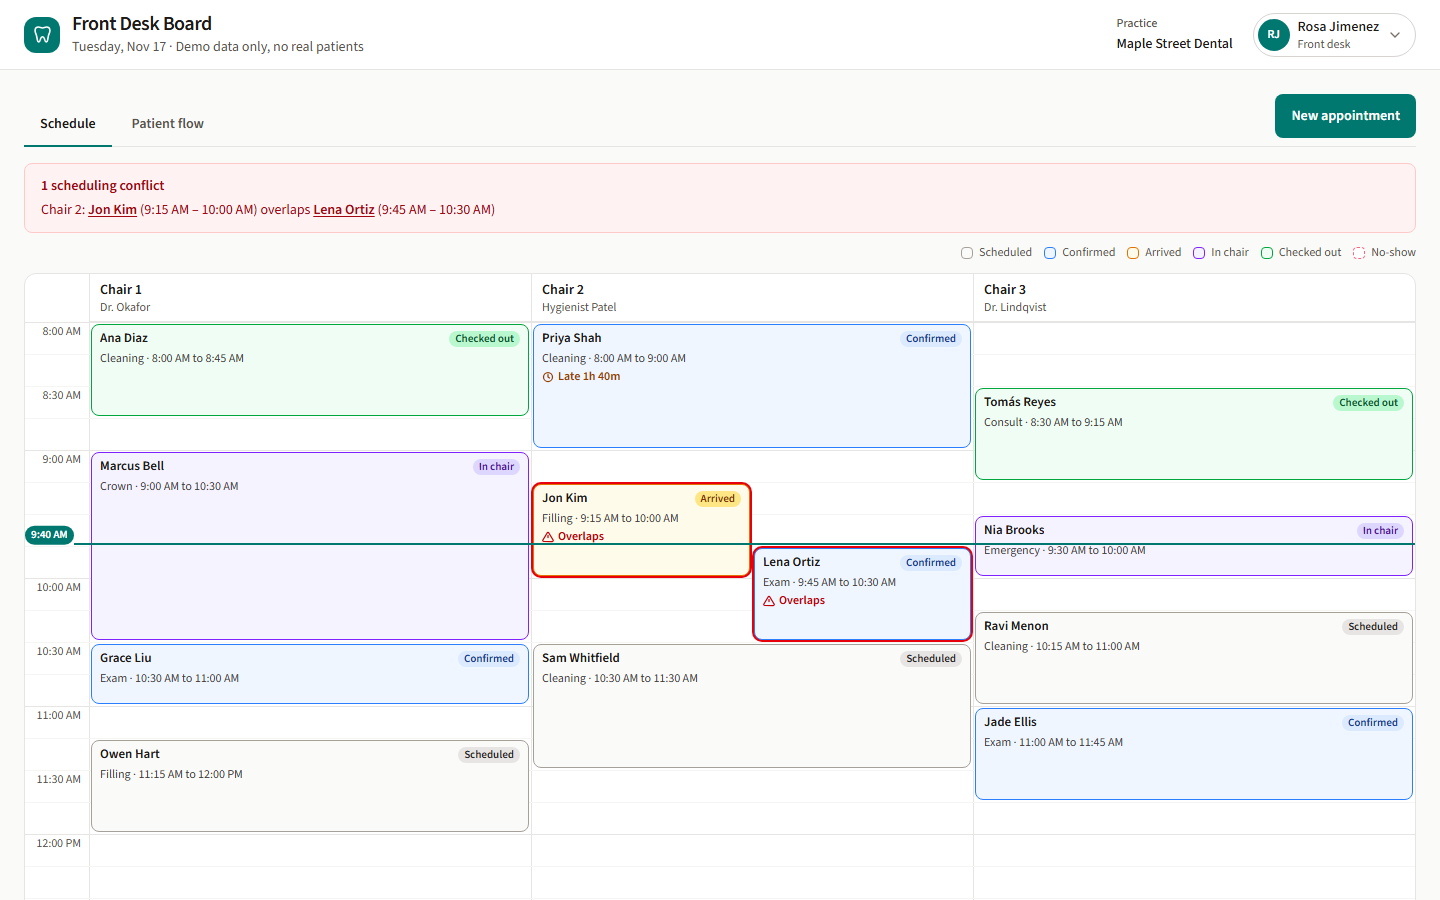 Front Desk Board
Tuesday, Nov 17 · Demo data only, no real patients
Practice
Maple Street Dental
RJ
Rosa Jimenez
Front desk
Schedule
Patient flow
New appointment
1 scheduling conflict
Chair 2: Jon Kim (9:15 AM – 10:00 AM) overlaps Lena Ortiz (9:45 AM – 10:30 AM)
Scheduled
Confirmed
Arrived
In chair
Checked out
No-show
Chair 1
Dr. Okafor
Chair 2
Hygienist Patel
Chair 3
Dr. Lindqvist
8:00 AM
8:30 AM
9:00 AM
9:40 AM
10:00 AM
10:30 AM
11:00 AM
11:30 AM
12:00 PM
Ana Diaz
Checked out
Cleaning · 8:00 AM to 8:45 AM
Marcus Bell
In chair
Crown · 9:00 AM to 10:30 AM
Grace Liu
Confirmed
Exam · 10:30 AM to 11:00 AM
Owen Hart
Scheduled
Filling · 11:15 AM to 12:00 PM
Priya Shah
Confirmed
Cleaning · 8:00 AM to 9:00 AM
Late 1h 40m
Jon Kim
Arrived
Filling · 9:15 AM to 10:00 AM
Overlaps
Lena Ortiz
Confirmed
Exam · 9:45 AM to 10:30 AM
Overlaps
Sam Whitfield
Scheduled
Cleaning · 10:30 AM to 11:30 AM
Tomás Reyes
Checked out
Consult · 8:30 AM to 9:15 AM
Nia Brooks
In chair
Emergency · 9:30 AM to 10:00 AM
Ravi Menon
Scheduled
Cleaning · 10:15 AM to 11:00 AM
Jade Ellis
Confirmed
Exam · 11:00 AM to 11:45 AM